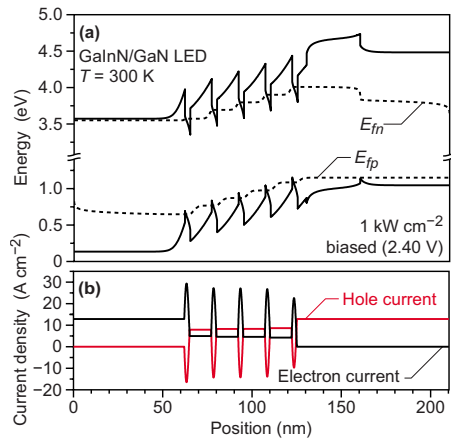 (a)
GaInN/GaN LED
T = 300 K
Energy (eV)
5.0
4.5
4.0
3.5
1.0
0.5
0
E_fn
E_fp
1 kW cm⁻²
biased (2.40 V)
(b)
Current density (A cm⁻²)
30
20
10
0
−10
−20
Hole current
Electron current
0
50
100
150
200
Position (nm)